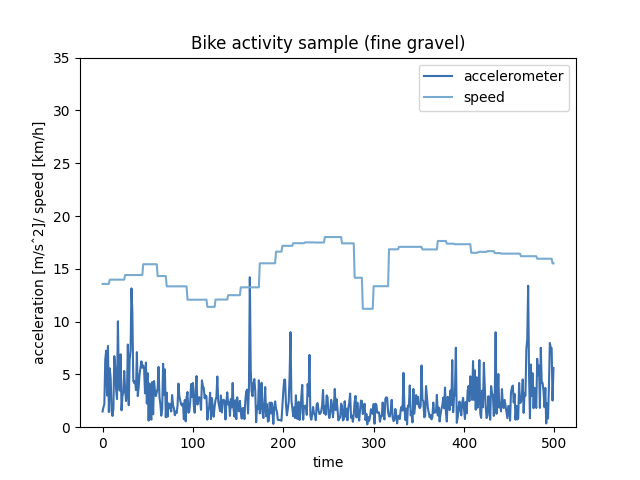 Bike activity sample (fine gravel)
accelerometer
speed
acceleration [m/s^2]/ speed [km/h]
35
30
25
20
15
10
5
0
0 100 200 300 400 500
time